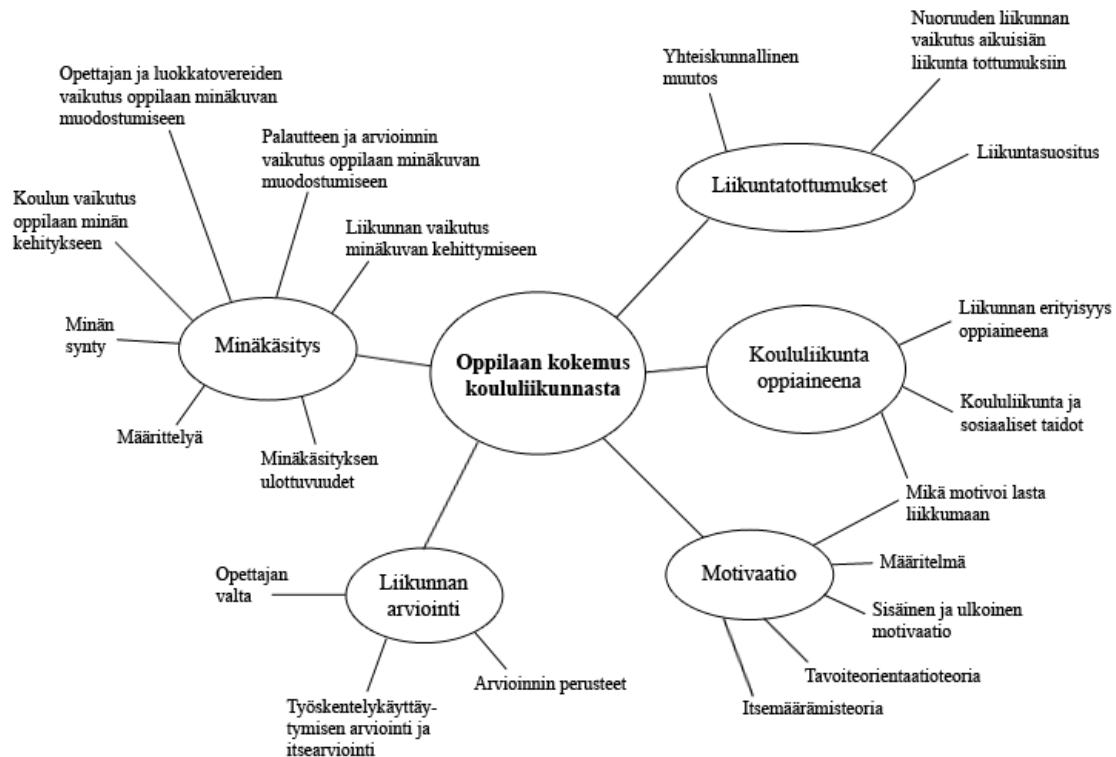 Nuoruuden liikunnan
vaikutus aikuisiän
liikunta tottumuksiin
Yhteiskunnallinen
muutos
Liikuntasuositus
Liikuntatottumukset
Opettajan ja luokkatovereiden
vaikutus oppilaan minäkuvan
muodostumiseen
Palautteen ja arvioinnin
vaikutus oppilaan minäkuvan
muodostumiseen
Koulun vaikutus
oppilaan minän
kehitykseen
Liikunnan vaikutus
minäkuvan kehittymiseen
Minän
synty
Minäkäsitys
Määrittelyä
Minäkäsityksen
ulottuvuudet
Oppilaan kokemus
koululiikunnasta
Koululiikunta
oppiaineena
Liikunnan erityisyys
oppiaineena
Koululiikunta ja
sosiaaliset taidot
Mikä motivoi lasta
liikkumaan
Motivaatio
Määritelmä
Sisäinen ja ulkoinen
motivaatio
Tavoiteorientaatioteoria
Itsemäärämisteoria
Opettajan
valta
Liikunnan
arviointi
Arvioinnin perusteet
Työskentelykäyttäy-
tymisen arviointi ja
itsearviointi